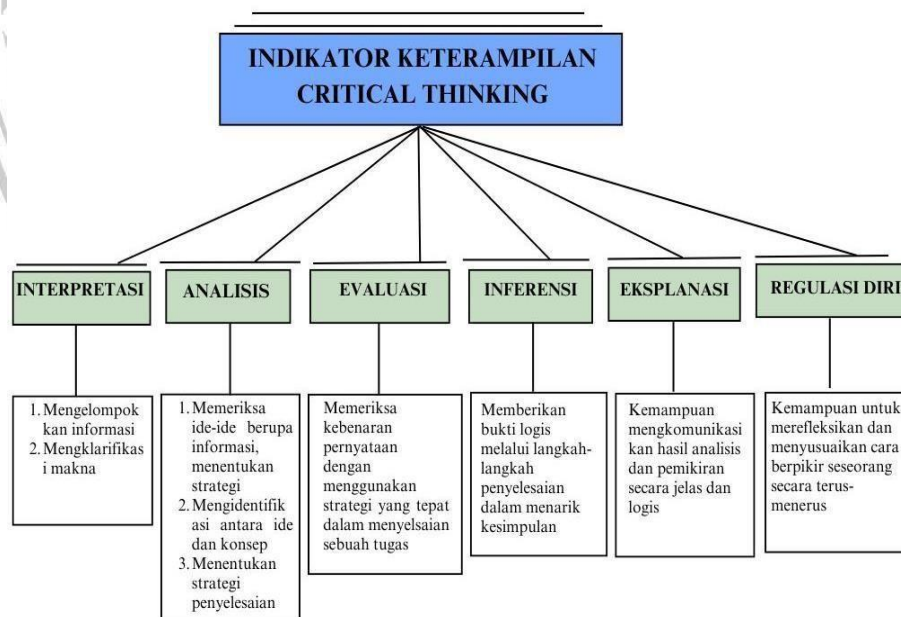 INDIKATOR KETERAMPILAN
CRITICAL THINKING
INTERPRETASI
ANALISIS
EVALUASI
INFERENSI
EKSPLANASI
REGULASI DIRI
1. Mengelompok
kan informasi
2. Mengklarifikas
i makna
1. Memeriksa
ide-ide berupa
informasi,
menentukan
strategi
2. Mengidentifik
asi antara ide
dan konsep
3. Menentukan
strategi
penyelesaian
Memeriksa
kebenaran
pernyataan
dengan
menggunakan
strategi yang tepat
dalam menyelsaian
sebuah tugas
Memberikan
bukti logis
melalui langkah-
langkah
penyelesaian
dalam menarik
kesimpulan
Kemampuan
mengkomunikasi
kan hasil analisis
dan pemikiran
secara jelas dan
logis
Kemampuan untuk
merefleksikan dan
menyusuaikan cara
berpikir seseorang
secara terus-
menerus